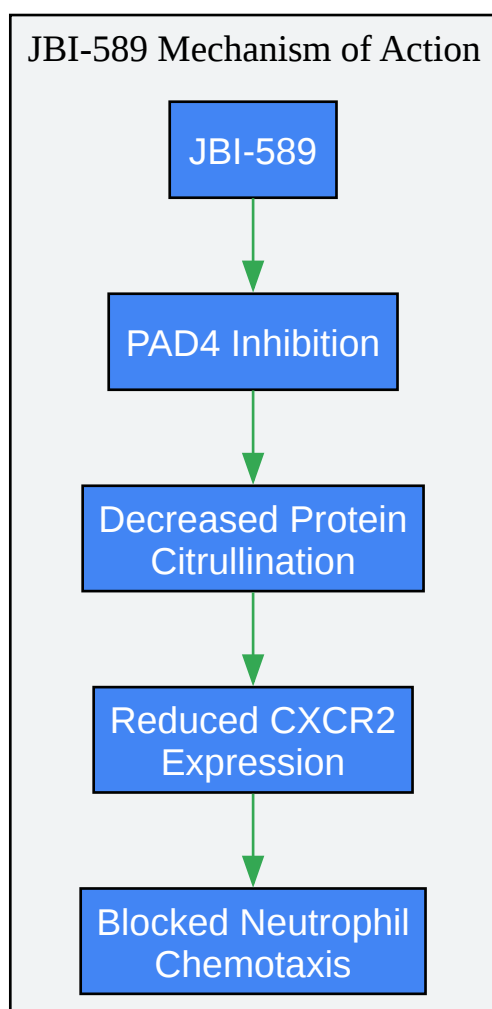 JBI-589 Mechanism of Action
JBI-589
PAD4 Inhibition
Decreased Protein
Citrullination
Reduced CXCR2
Expression
Blocked Neutrophil
Chemotaxis